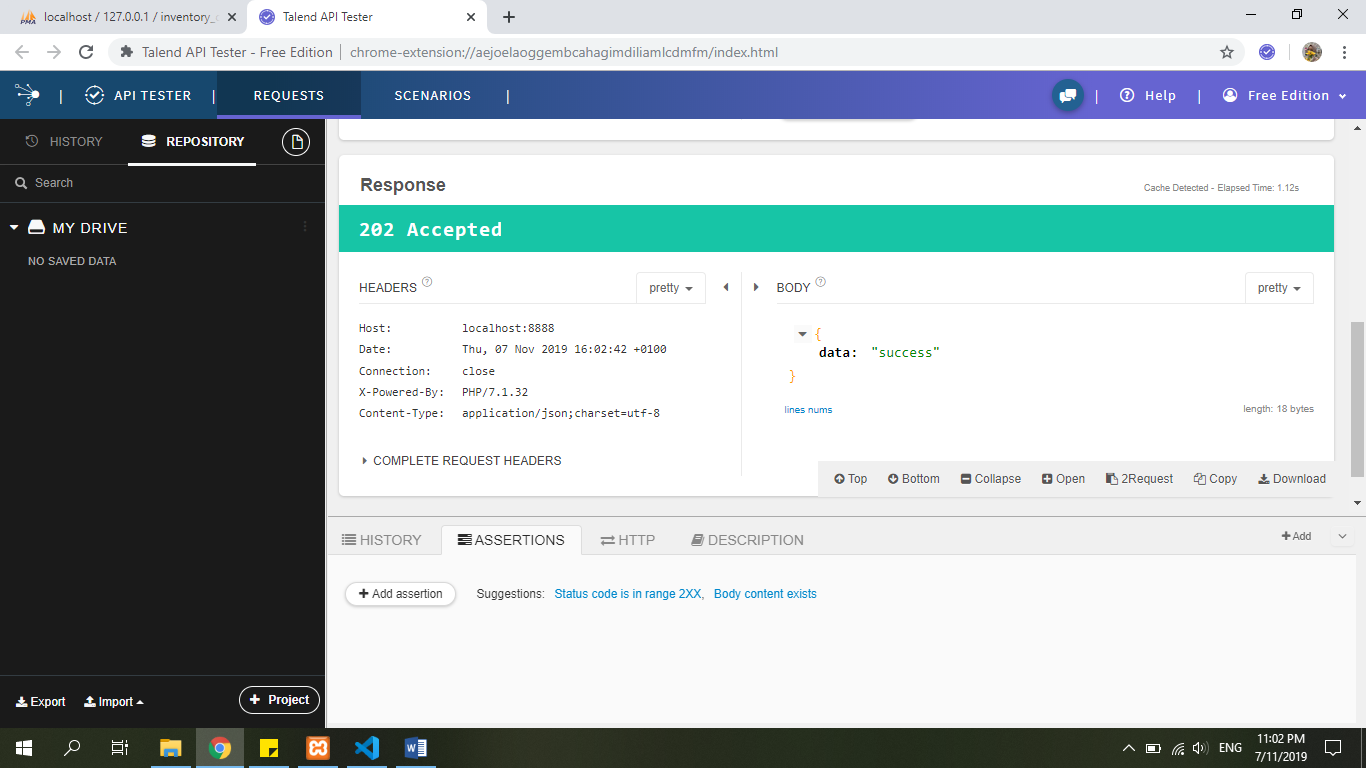 localhost / 127.0.0.1 / inventory_
Talend API Tester
Talend API Tester - Free Edition
chrome-extension://aejoelaoggembcahagimdiliamlcdmfm/index.html
API TESTER
REQUESTS
SCENARIOS
Help
Free Edition
HISTORY
REPOSITORY
Search
MY DRIVE
NO SAVED DATA
Export
Import
Project
Response
Cache Detected - Elapsed Time: 1.12s
202 Accepted
HEADERS
pretty
Host: localhost:8888
Date: Thu, 07 Nov 2019 16:02:42 +0100
Connection: close
X-Powered-By: PHP/7.1.32
Content-Type: application/json;charset=utf-8
COMPLETE REQUEST HEADERS
BODY
pretty
{
data: "success"
}
lines nums
length: 18 bytes
Top Bottom Collapse Open 2Request Copy Download
HISTORY ASSERTIONS HTTP DESCRIPTION
Add
Add assertion Suggestions: Status code is in range 2XX, Body content exists
ENG
11:02 PM
7/11/2019